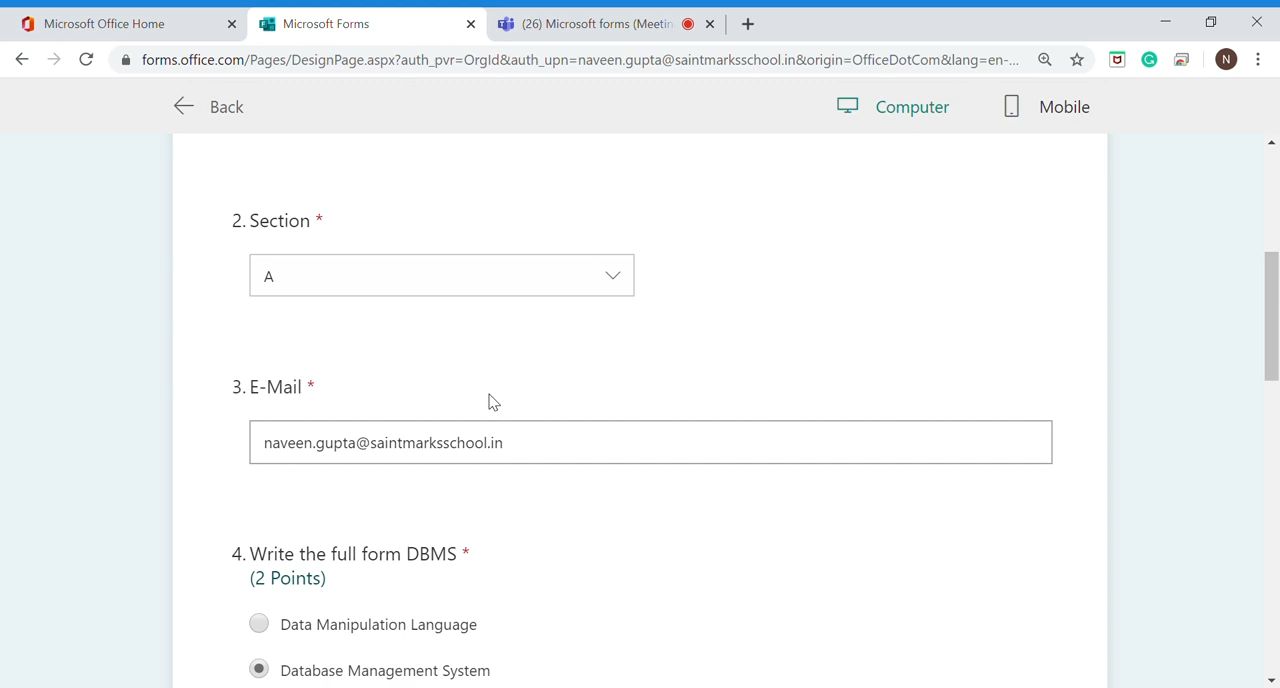 Microsoft Office Home
Microsoft Forms
(26) Microsoft forms (Meetin
forms.office.com/Pages/DesignPage.aspx?auth_pvr=OrgId&auth_upn=naveen.gupta@saintmarksschool.in&origin=OfficeDotCom&lang=en-...
N
Back
Computer
Mobile
2. Section *
A
3. E-Mail *
naveen.gupta@saintmarksschool.in
4. Write the full form DBMS *
(2 Points)
Data Manipulation Language
Database Management System